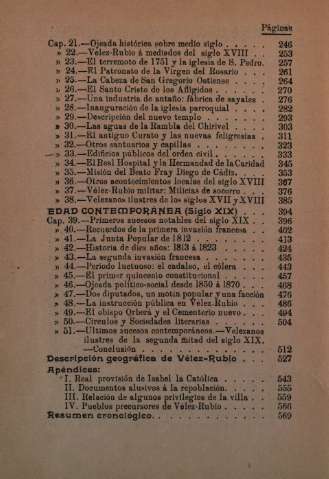 Páginas
Cap. 21.—Ojeada histórica sobre medio siglo . . . . . 246
» 22.—Vélez-Rubio á mediados del siglo XVIII . . 253
» 23.—El terremoto de 1751 y la iglesia de S. Pedro. 257
» 24.—El Patronato de la Virgen del Rosario . . . 261
» 25.—La Cabeza de San Gregorio Ostiense . . . 264
» 26.—El Santo Cristo de los Afligidos . . . . 270
» 27.—Una industria de antaño: fábrica de sayales . 276
» 28.—Inauguración de la iglesia parroquial . . . . 282
» 29.—Descripción del nuevo templo . . . . . 293
» 30.—Las aguas de la Rambla del Chirivel . . . . 303
» 31.—El antiguo Curato y las nuevas feligresías . 311
» 32.—Otros santuarios y capillas . . . . . . 323
» 33.—Edificios públicos del orden civil . . . . . 333
» 34.—El Real Hospital y la Hermandad de la Caridad 345
» 35.—Misión del Beato Fray Diego de Cádiz. . . . 353
» 36.—Otros acontecimientos locales del siglo XVIII 367
» 37.—Vélez-Rubio militar: Milicias de socorro . . . 376
» 38.—Velezanos ilustres de los siglos XVII y XVIII 385
EDAD CONTEMPORÁNEA (Siglo XIX) . . . 394
Cap. 39.—Primeros sucesos notables del siglo XIX . . 396
» 40.—Recuerdos de la primera invasión francesa . . 402
» 41.—La Junta Popular de 1812 . . . . . . 413
» 42.—Historia de diez años: 1813 á 1823 . . . . 424
» 43.—La segunda invasión francesa . . . . . 435
» 44.—Período luctuoso: el cadalso, el cólera . . . 443
» 45.—El primer quinquenio constitucional . . . . 457
» 46.—Ojeada político-social desde 1850 á 1870 . . 468
» 47.—Dos diputados, un motín popular y una facción 476
» 48.—La instrucción pública en Vélez Rubio . . . 486
» 49.—El obispo Orberá y el Cementerio nuevo . . . 494
» 50.—Círculos y Sociedades literarias . . . . 504
» 51.—Últimos sucesos contemporáneos.—Velezanos
ilustres de la segunda mitad del siglo XIX.
—Conclusión . . . . . . . . 512
Descripción geográfica de Vélez-Rubio . . . 527
Apéndices:
I. Real provisión de Isabel la Católica . . . . . 543
II. Documentos alusivos á la repoblación. . . . . 555
III. Relación de algunos privilegios de la villa . . 559
IV. Pueblos precursores de Vélez-Rubio . . . . 566
Resumen cronológico. . . . . . . . . . 569